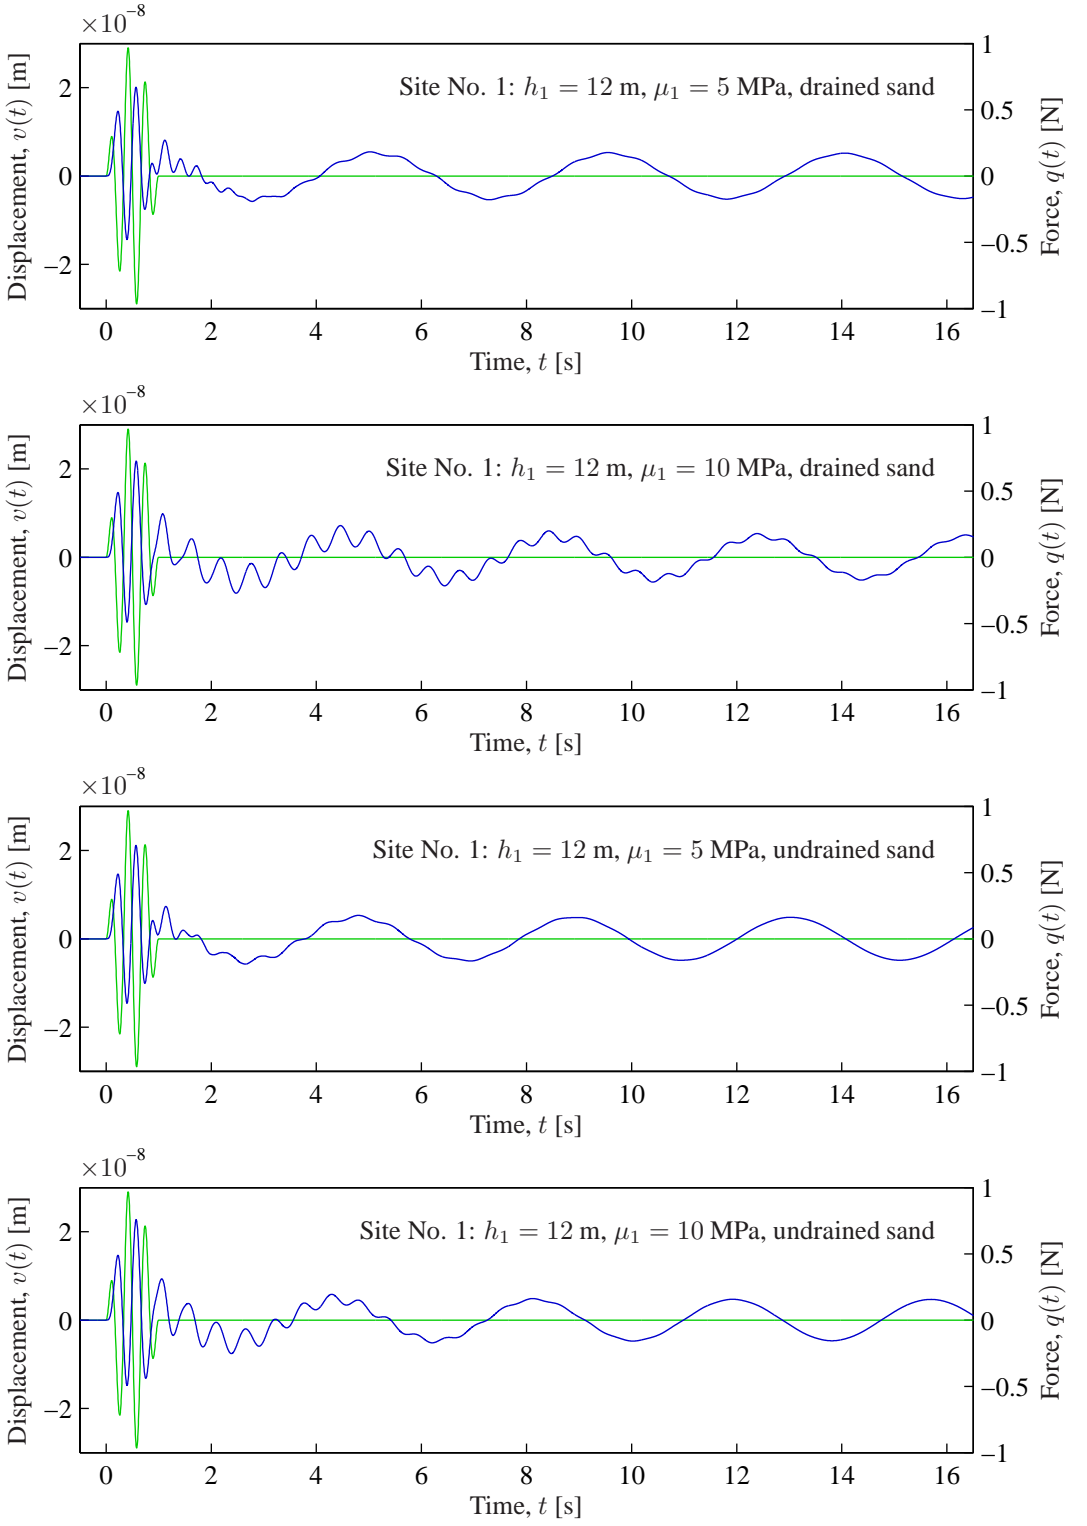 ×10⁻⁸
Displacement, v(t) [m]
2
0
−2
Site No. 1: h₁ = 12 m, μ₁ = 5 MPa, drained sand
1
0.5
0
−0.5
−1
Force, q(t) [N]
0 2 4 6 8 10 12 14 16
Time, t [s]
×10⁻⁸
Displacement, v(t) [m]
2
0
−2
Site No. 1: h₁ = 12 m, μ₁ = 10 MPa, drained sand
1
0.5
0
−0.5
−1
Force, q(t) [N]
0 2 4 6 8 10 12 14 16
Time, t [s]
×10⁻⁸
Displacement, v(t) [m]
2
0
−2
Site No. 1: h₁ = 12 m, μ₁ = 5 MPa, undrained sand
1
0.5
0
−0.5
−1
Force, q(t) [N]
0 2 4 6 8 10 12 14 16
Time, t [s]
×10⁻⁸
Displacement, v(t) [m]
2
0
−2
Site No. 1: h₁ = 12 m, μ₁ = 10 MPa, undrained sand
1
0.5
0
−0.5
−1
Force, q(t) [N]
0 2 4 6 8 10 12 14 16
Time, t [s]